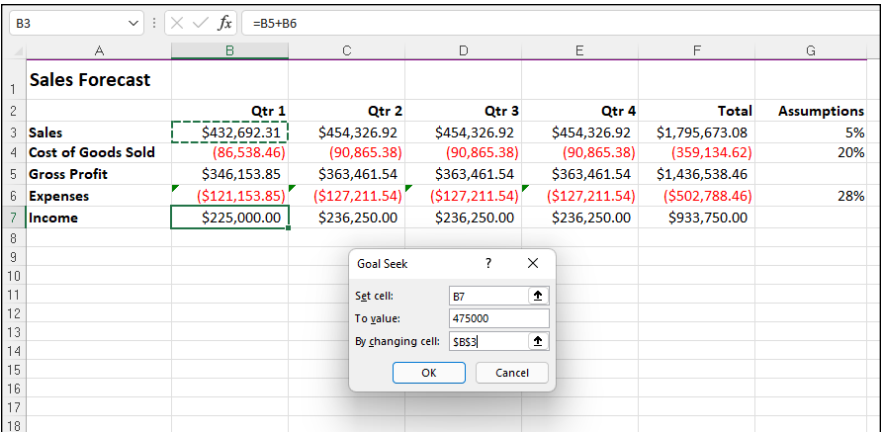 B3 fx =B5+B6
A B C D E F G
1 Sales Forecast
2 Qtr 1 Qtr 2 Qtr 3 Qtr 4 Total Assumptions
3 Sales $432,692.31 $454,326.92 $454,326.92 $454,326.92 $1,795,673.08 5%
4 Cost of Goods Sold (86,538.46) (90,865.38) (90,865.38) (90,865.38) (359,134.62) 20%
5 Gross Profit $346,153.85 $363,461.54 $363,461.54 $363,461.54 $1,436,538.46
6 Expenses ($121,153.85) ($127,211.54) ($127,211.54) ($127,211.54) ($502,788.46) 28%
7 Income $225,000.00 $236,250.00 $236,250.00 $236,250.00 $933,750.00
8
9 Goal Seek ?
10
11 Set cell: B7
12 To value: 475000
13
14 By changing cell: $B$3
15 OK Cancel
16
17
18